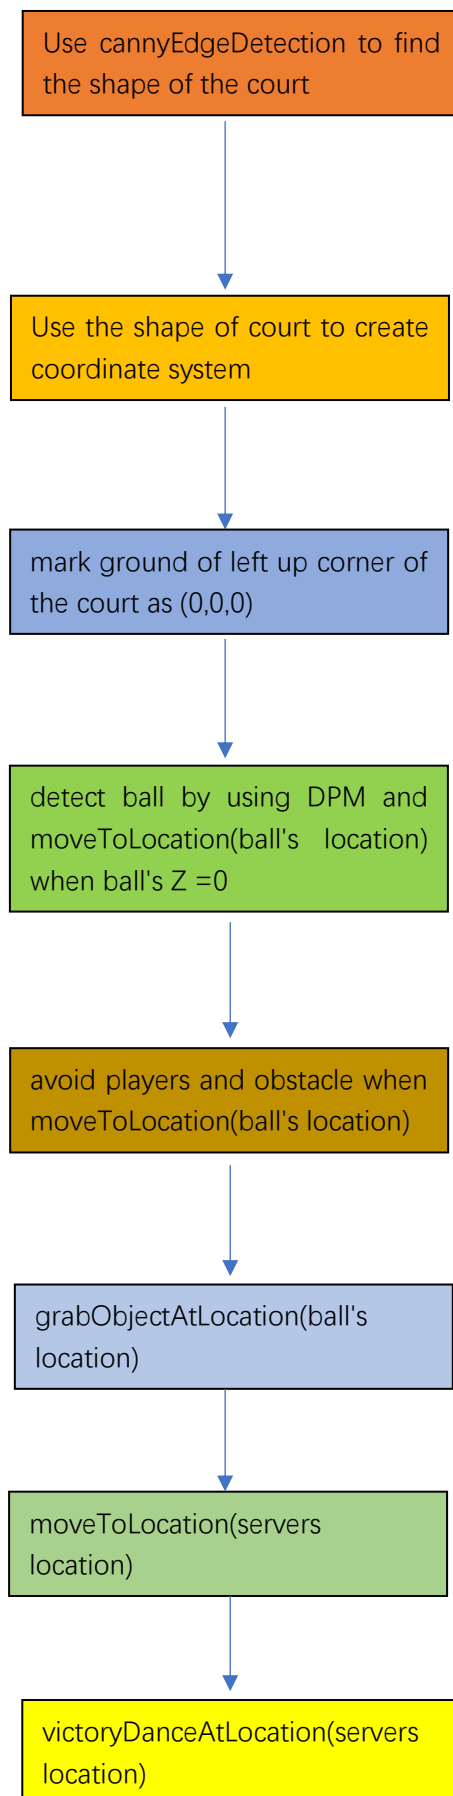 Use cannyEdgeDetection to find
the shape of the court
Use the shape of court to create
coordinate system
mark ground of left up corner of
the court as (0,0,0)
detect ball by using DPM and
moveToLocation(ball's location)
when ball's Z =0
avoid players and obstacle when
moveToLocation(ball's location)
grabObjectAtLocation(ball's
location)
moveToLocation(servers
location)
victoryDanceAtLocation(servers
location)